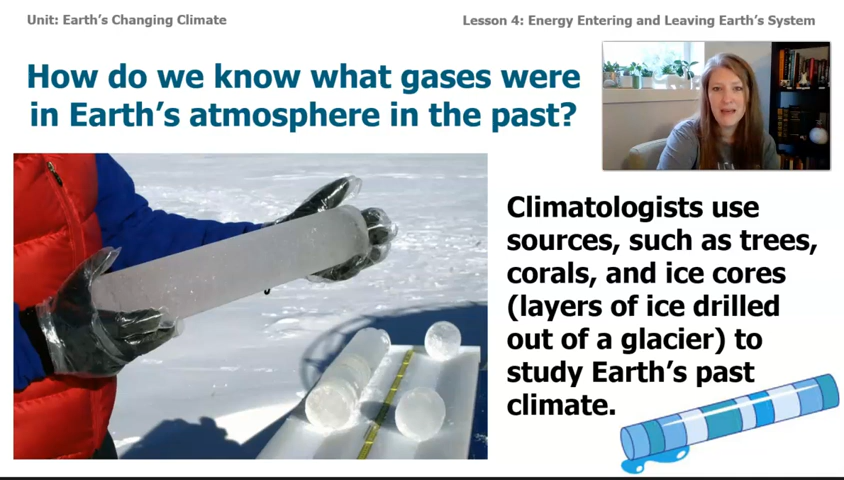 Unit: Earth's Changing Climate
Lesson 4: Energy Entering and Leaving Earth's System
How do we know what gases were
in Earth's atmosphere in the past?
Climatologists use
sources, such as trees,
corals, and ice cores
(layers of ice drilled
out of a glacier) to
study Earth's past
climate.